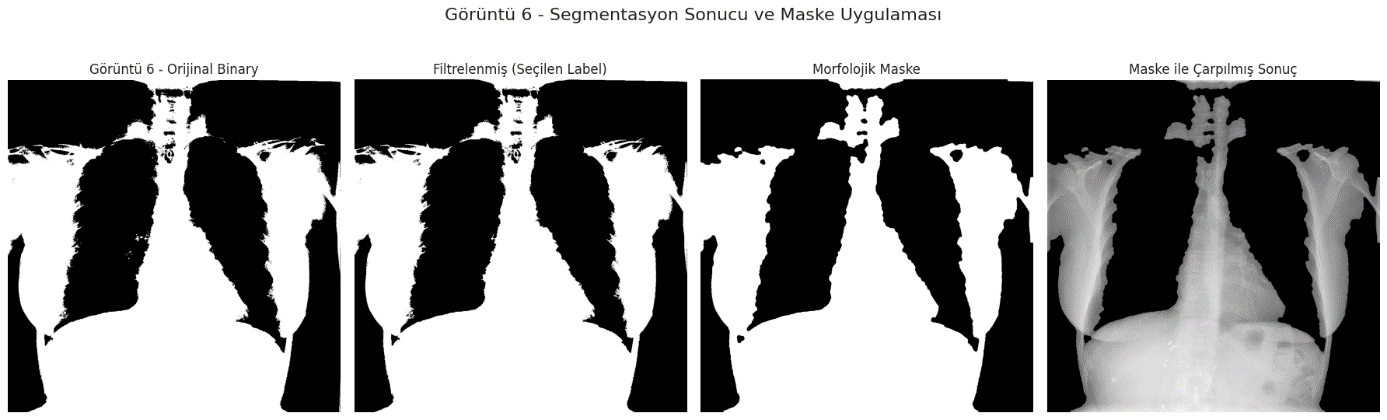 Görüntü 6 - Segmentasyon Sonucu ve Maske Uygulaması
Görüntü 6 - Orijinal Binary
Filtrelenmiş (Seçilen Label)
Morfolojik Maske
Maske ile Çarpılmış Sonuç